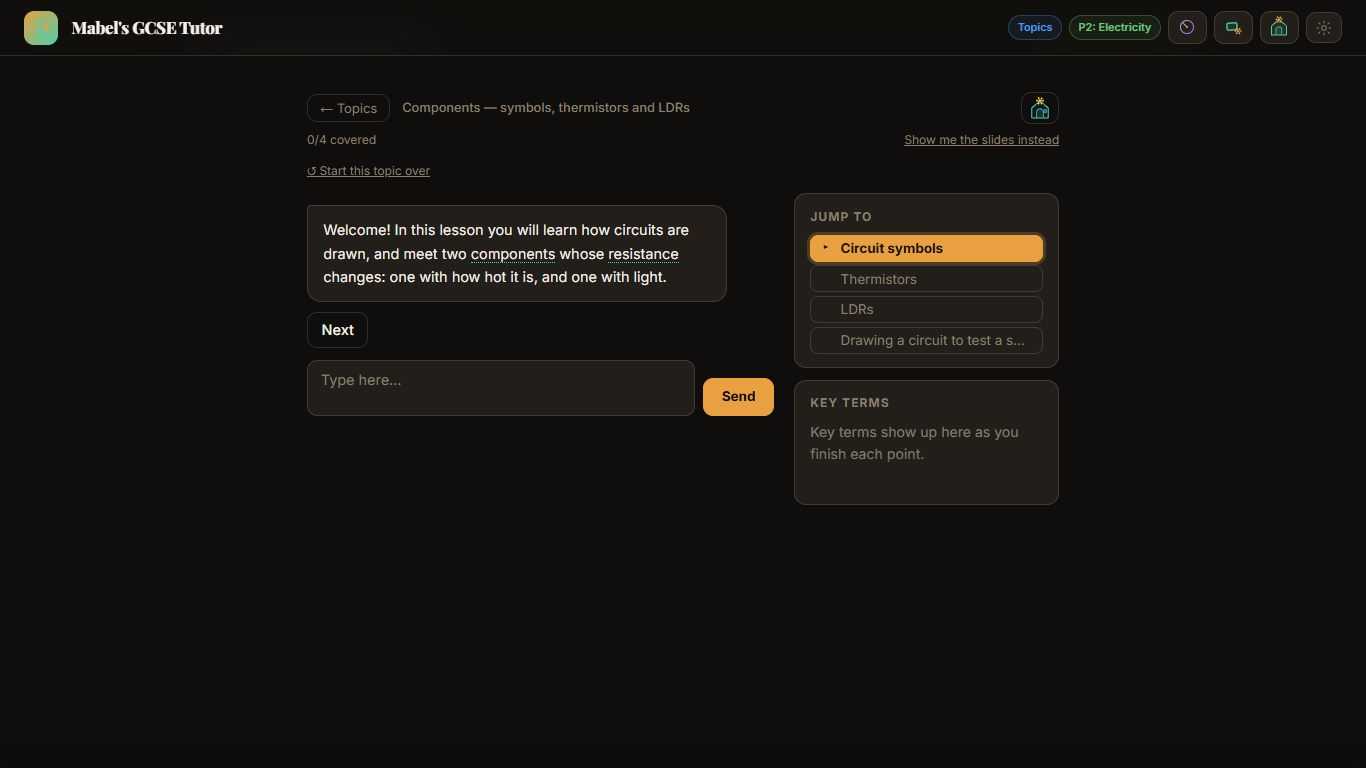 Mabel's GCSE Tutor
Topics
P2: Electricity
← Topics
Components — symbols, thermistors and LDRs
0/4 covered
Show me the slides instead
↺ Start this topic over
Welcome! In this lesson you will learn how circuits are
drawn, and meet two components whose resistance
changes: one with how hot it is, and one with light.
Next
Type here...
Send
JUMP TO
‣ Circuit symbols
Thermistors
LDRs
Drawing a circuit to test a s...
KEY TERMS
Key terms show up here as you
finish each point.